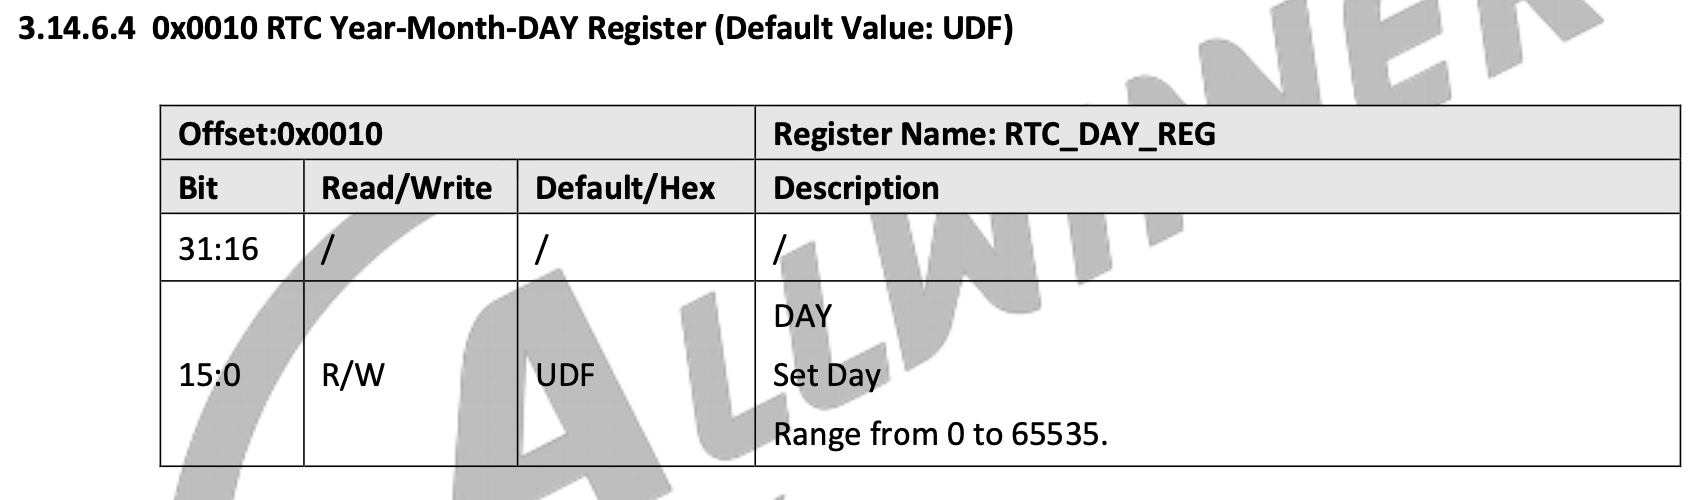 3.14.6.4 0x0010 RTC Year-Month-DAY Register (Default Value: UDF)
Offset:0x0010 Register Name: RTC_DAY_REG
Bit Read/Write Default/Hex Description
31:16 / / /
15:0 R/W UDF DAY
Set Day
Range from 0 to 65535.
ALLWINNER